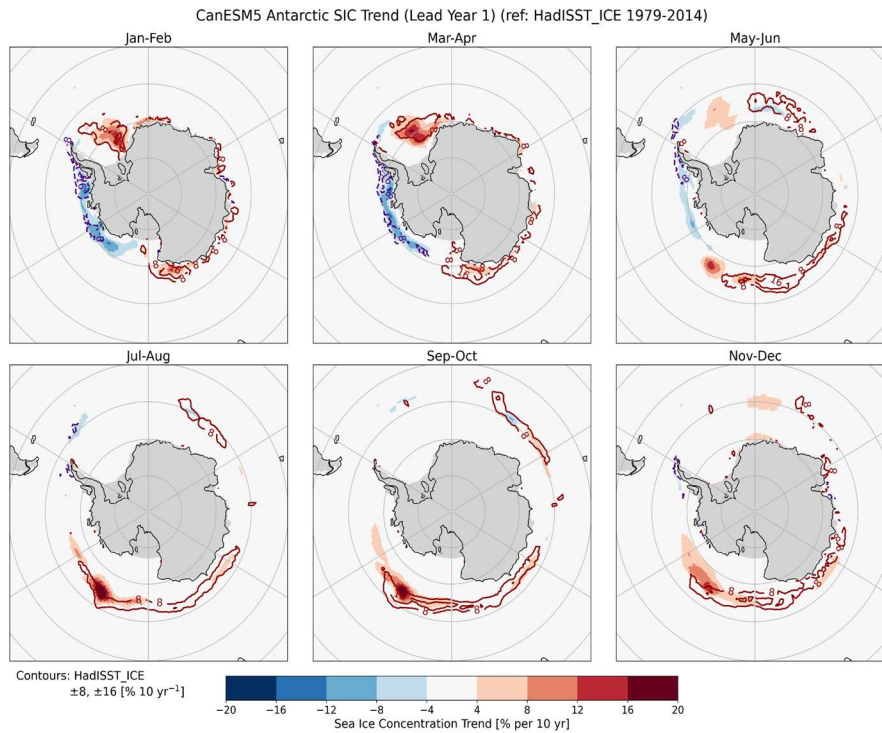 CanESM5 Antarctic SIC Trend (Lead Year 1) (ref: HadISST_ICE 1979-2014)
Jan-Feb
Mar-Apr
May-Jun
Jul-Aug
Sep-Oct
Nov-Dec
Contours: HadISST_ICE
±8, ±16 [% 10 yr⁻¹]
−20 −16 −12 −8 −4 4 8 12 16 20
Sea Ice Concentration Trend [% per 10 yr]